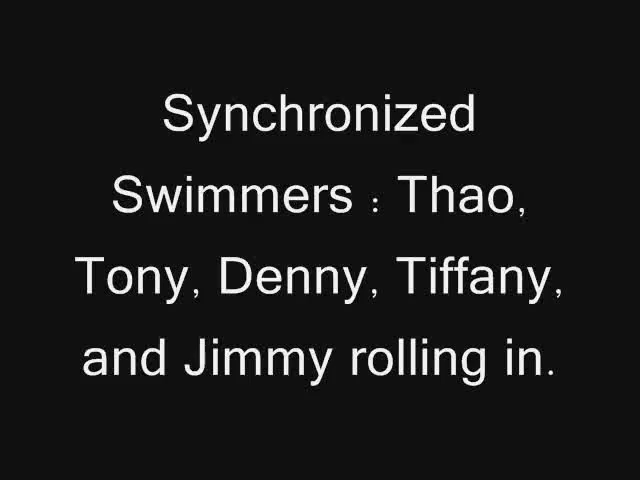 Synchronized
Swimmers : Thao,
Tony, Denny, Tiffany,
and Jimmy rolling in.